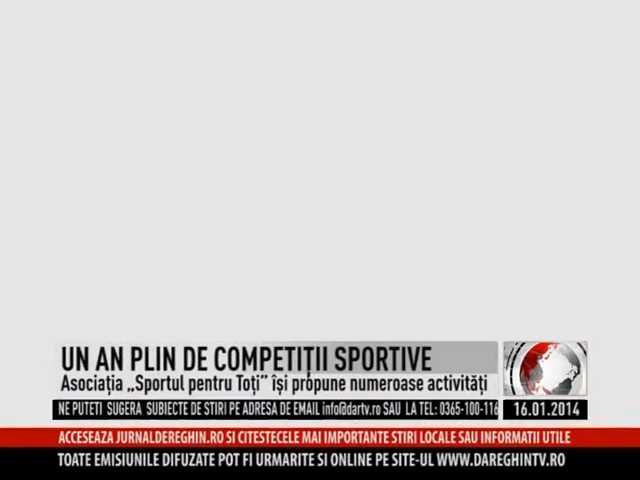 UN AN PLIN DE COMPETIȚII SPORTIVE
Asociația „Sportul pentru Toți” își propune numeroase activități
NE PUTETI SUGERA SUBIECTE DE STIRI PE ADRESA DE EMAIL info@dartv.ro SAU LA TEL: 0365-100-116
16.01.2014
ACCESEAZA JURNALDEREGHIN.RO SI CITESTECELE MAI IMPORTANTE STIRI LOCALE SAU INFORMATII UTILE
TOATE EMISIUNILE DIFUZATE POT FI URMARITE SI ONLINE PE SITE-UL WWW.DAREGHINTV.RO